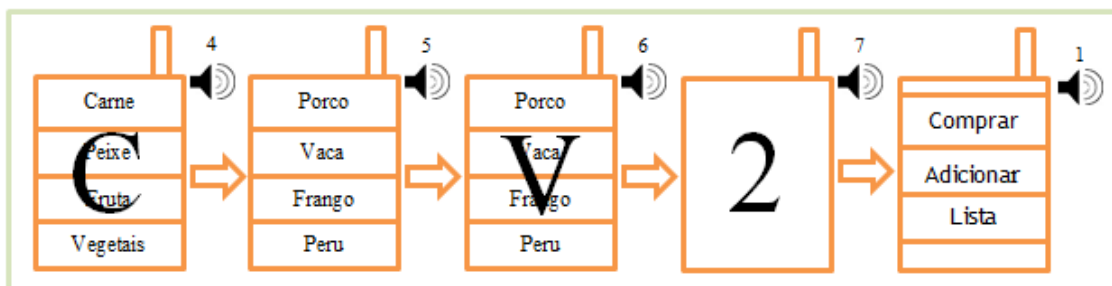 4
Carne
Peixe
Fruta
Vegetais
C
5
Porco
Vaca
Frango
Peru
6
Porco
Vaca
Frango
Peru
V
7
2
1
Comprar
Adicionar
Lista